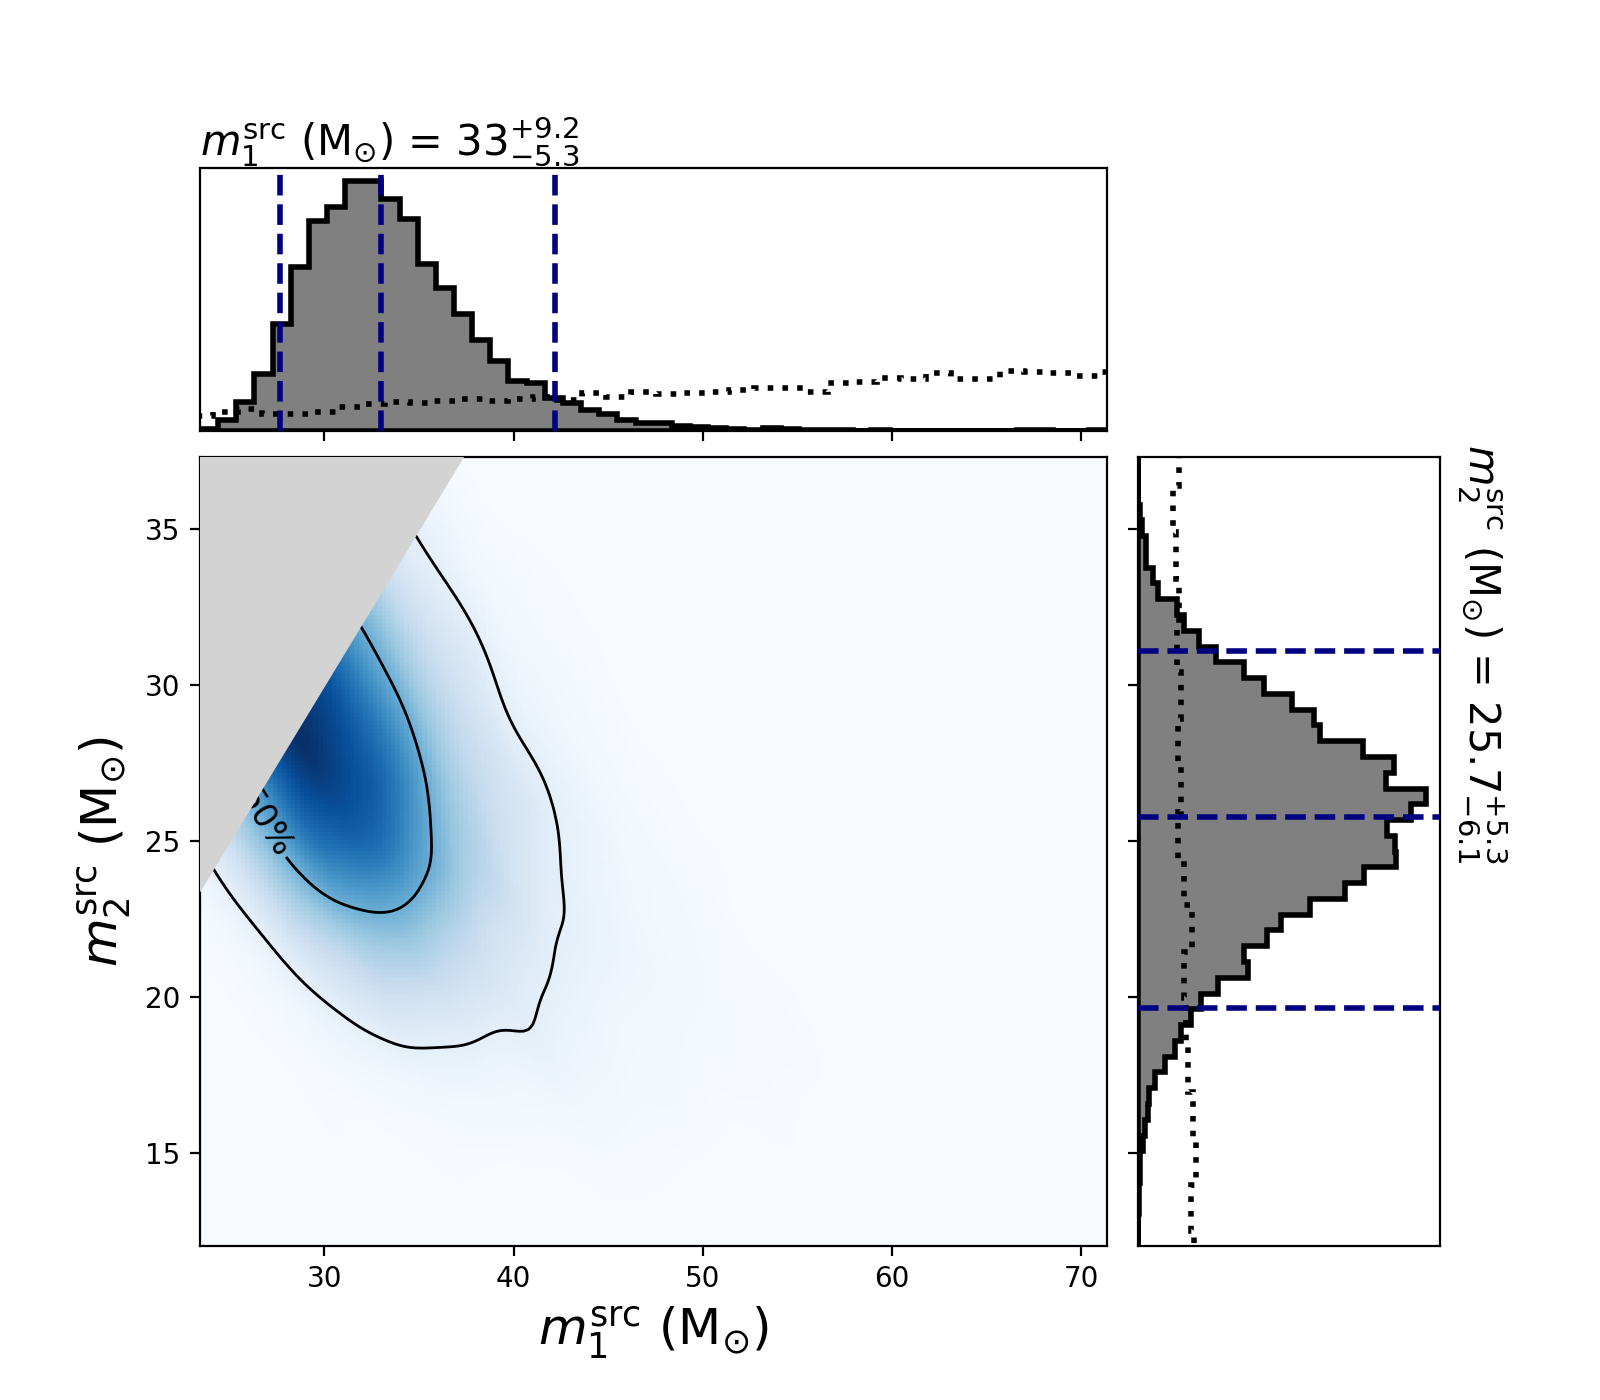 m₁ˢʳᶜ (M⊙) = 33⁺⁹·²₋₅.₃
35
30
25
20
15
m₂ˢʳᶜ (M⊙)
%
m₂ˢʳᶜ (M⊙) = 25.7⁺⁵·³₋₆.₁
30 40 50 60 70
m₁ˢʳᶜ (M⊙)